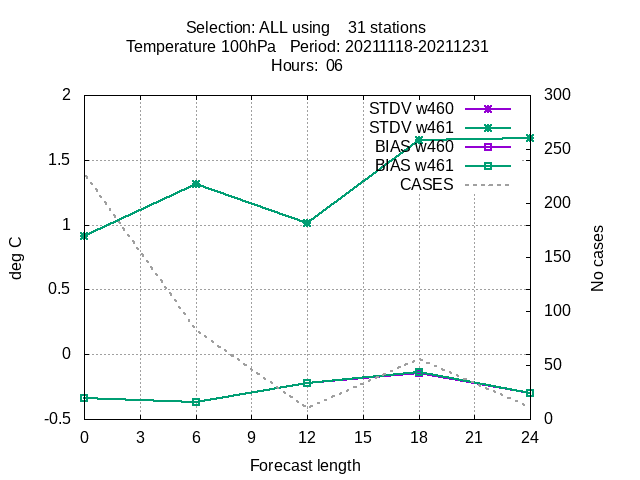 Selection: ALL using 31 stations
Temperature 100hPa Period: 20211118-20211231
Hours: 06
2 300
STDV w460
STDV w461
1.5 250
BIAS w460
BIAS w461
CASES
1 200
0.5 150
100
0 50
-0.5 0
deg C
No cases
0 3 6 9 12 15 18 21 24
Forecast length